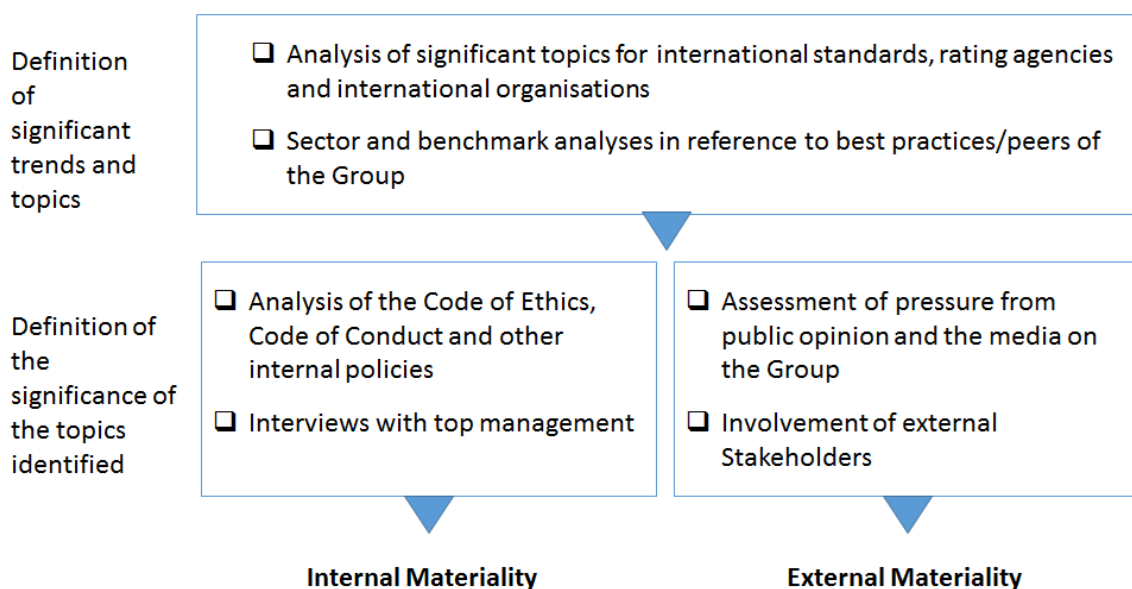 Definition
of
significant
trends and
topics
❑ Analysis of significant topics for international standards, rating agencies
and international organisations
❑ Sector and benchmark analyses in reference to best practices/peers of
the Group
Definition of
the
significance of
the topics
identified
❑ Analysis of the Code of Ethics,
Code of Conduct and other
internal policies
❑ Interviews with top management
❑ Assessment of pressure from
public opinion and the media on
the Group
❑ Involvement of external
Stakeholders
Internal Materiality
External Materiality